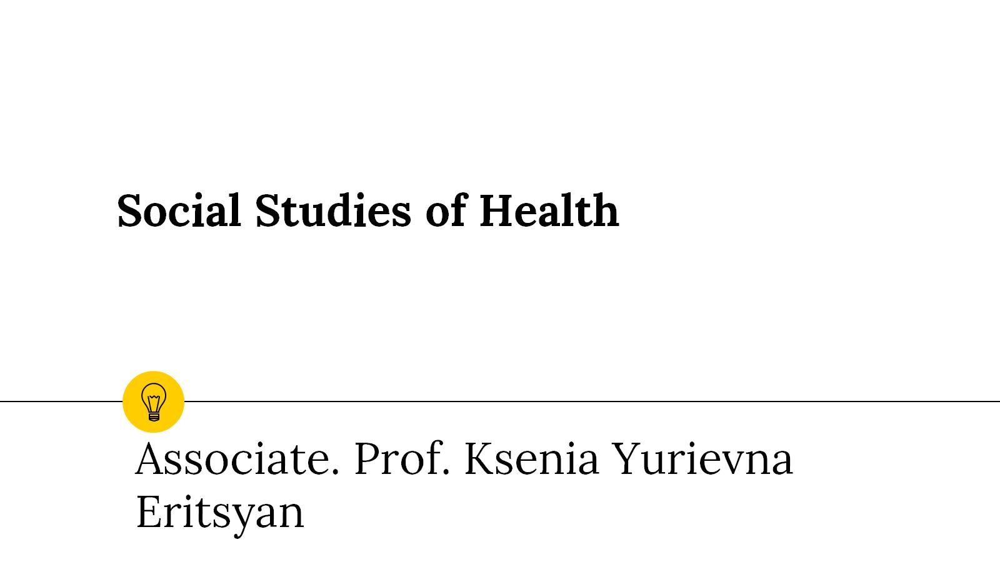 Social Studies of Health
Associate. Prof. Ksenia Yurievna
Eritsyan